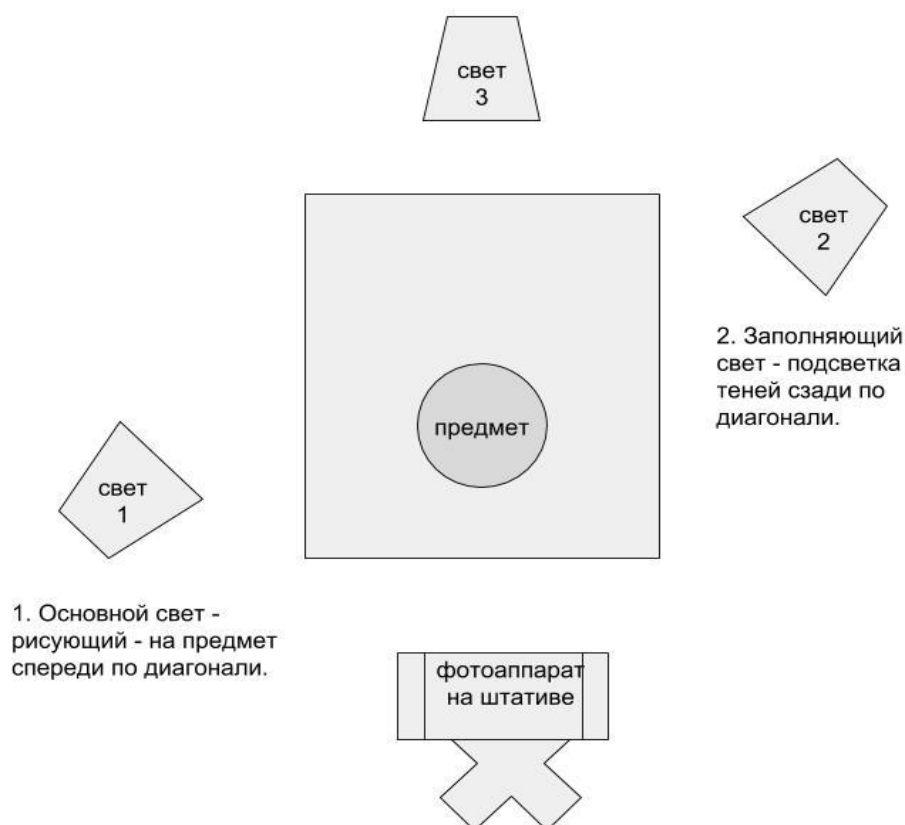 свет
3
свет
2
2. Заполняющий
свет - подсветка
теней сзади по
диагонали.
предмет
свет
1
1. Основной свет -
рисующий - на предмет
спереди по диагонали.
фотоаппарат
на штативе